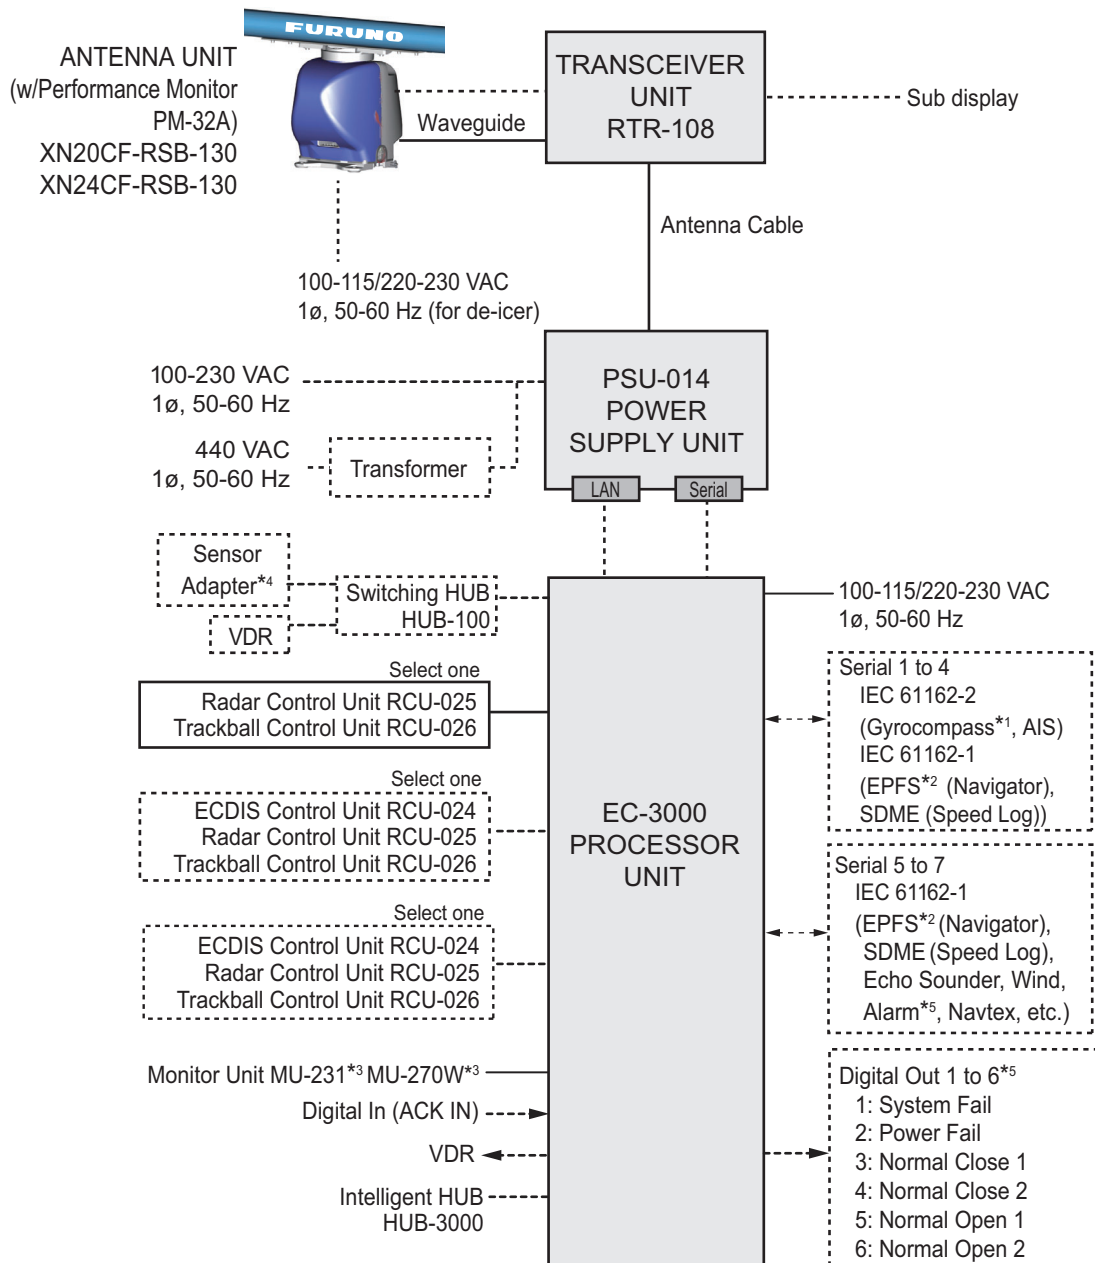 FURUNO
ANTENNA UNIT
(w/Performance Monitor
PM-32A)
XN20CF-RSB-130
XN24CF-RSB-130
Waveguide
TRANSCEIVER
UNIT
RTR-108
Sub display
Antenna Cable
100-115/220-230 VAC
1ø, 50-60 Hz (for de-icer)
100-230 VAC
1ø, 50-60 Hz
440 VAC
1ø, 50-60 Hz
Transformer
PSU-014
POWER
SUPPLY UNIT
LAN
Serial
Sensor
Adapter*4
VDR
Switching HUB
HUB-100
100-115/220-230 VAC
1ø, 50-60 Hz
Select one
Radar Control Unit RCU-025
Trackball Control Unit RCU-026
Select one
ECDIS Control Unit RCU-024
Radar Control Unit RCU-025
Trackball Control Unit RCU-026
Select one
ECDIS Control Unit RCU-024
Radar Control Unit RCU-025
Trackball Control Unit RCU-026
EC-3000
PROCESSOR
UNIT
Serial 1 to 4
IEC 61162-2
(Gyrocompass*1, AIS)
IEC 61162-1
(EPFS*2 (Navigator),
SDME (Speed Log))
Serial 5 to 7
IEC 61162-1
(EPFS*2 (Navigator),
SDME (Speed Log),
Echo Sounder, Wind,
Alarm*5, Navtex, etc.)
Monitor Unit MU-231*3 MU-270W*3
Digital In (ACK IN)
VDR
Intelligent HUB
HUB-3000
Digital Out 1 to 6*5
1: System Fail
2: Power Fail
3: Normal Close 1
4: Normal Close 2
5: Normal Open 1
6: Normal Open 2